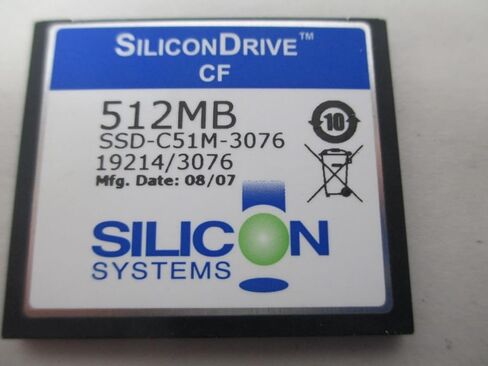 SILICONDRIVE™
CF
512MB
SSD-C51M-3076
19214/3076
Mfg. Date: 08/07
10
SILICON
SYSTEMS